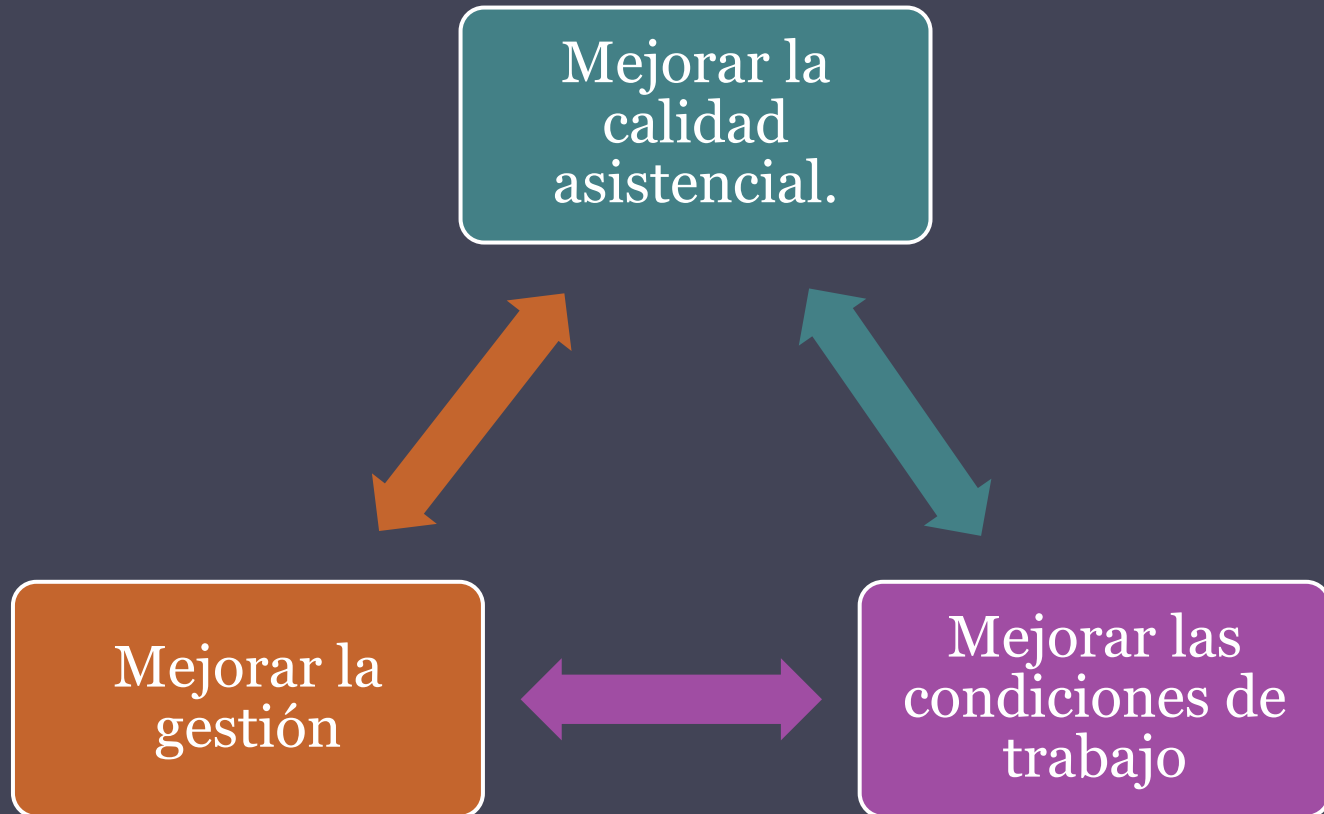 Mejorar la
calidad
asistencial.
Mejorar la
gestión
Mejorar las
condiciones de
trabajo